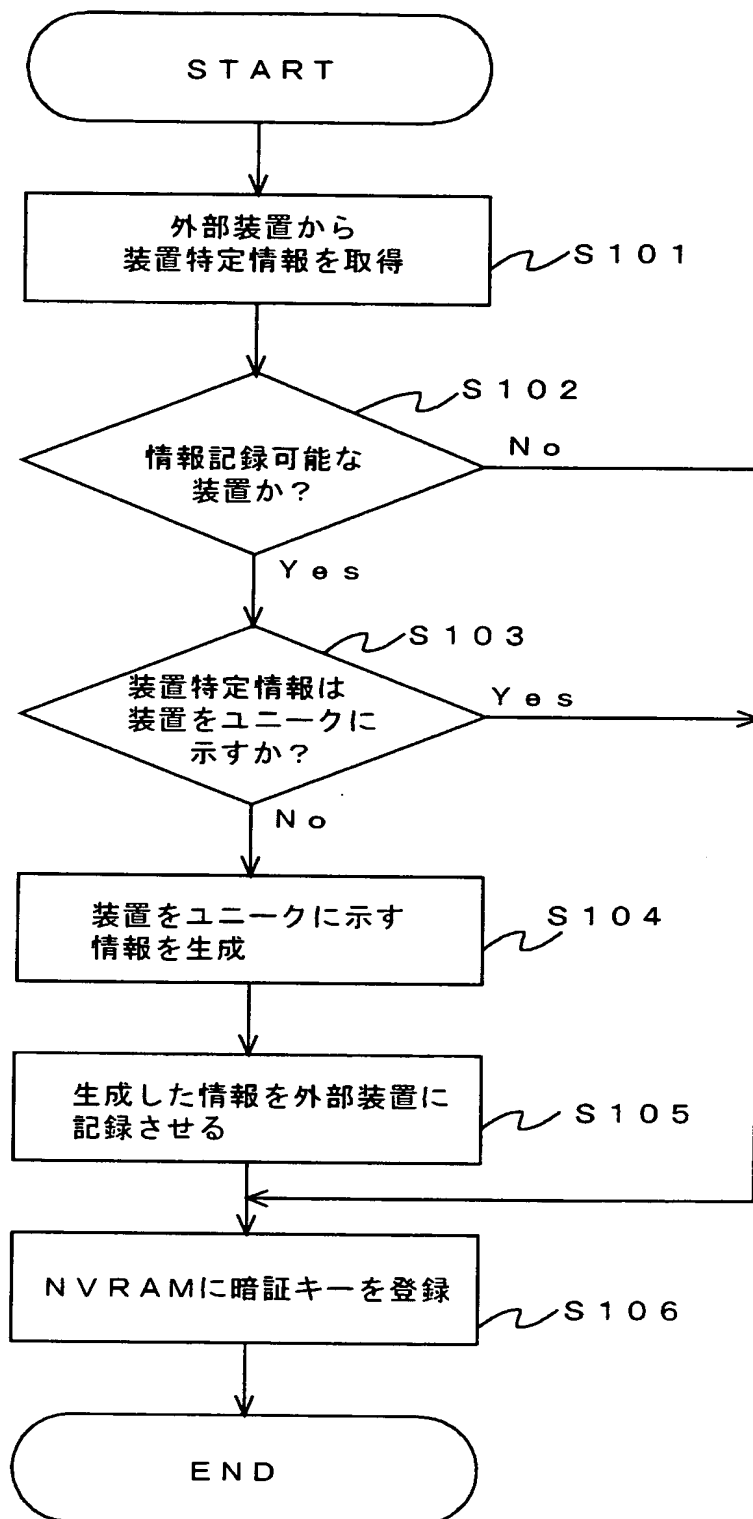 START
外部装置から
装置特定情報を取得
S101
S102
情報記録可能な
装置か?
No
Yes
S103
装置特定情報は
装置をユニークに
示すか?
Yes
No
装置をユニークに示す
情報を生成
S104
生成した情報を外部装置に
記録させる
S105
NVRAMに暗証キーを登録
S106
END